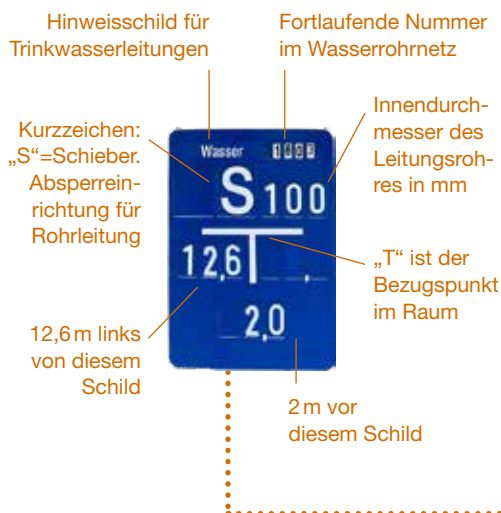 Hinweisschild für
Trinkwasserleitungen
Fortlaufende Nummer
im Wasserrohrnetz
Kurzzeichen:
„S“=Schieber.
Absperrein-
richtung für
Rohrleitung
Innendurch-
messer des
Leitungsroh-
res in mm
Wasser 1603
S 100
12,6 T ,
2,0
„T“ ist der
Bezugspunkt
im Raum
12,6 m links
von diesem
Schild
2 m vor
diesem Schild